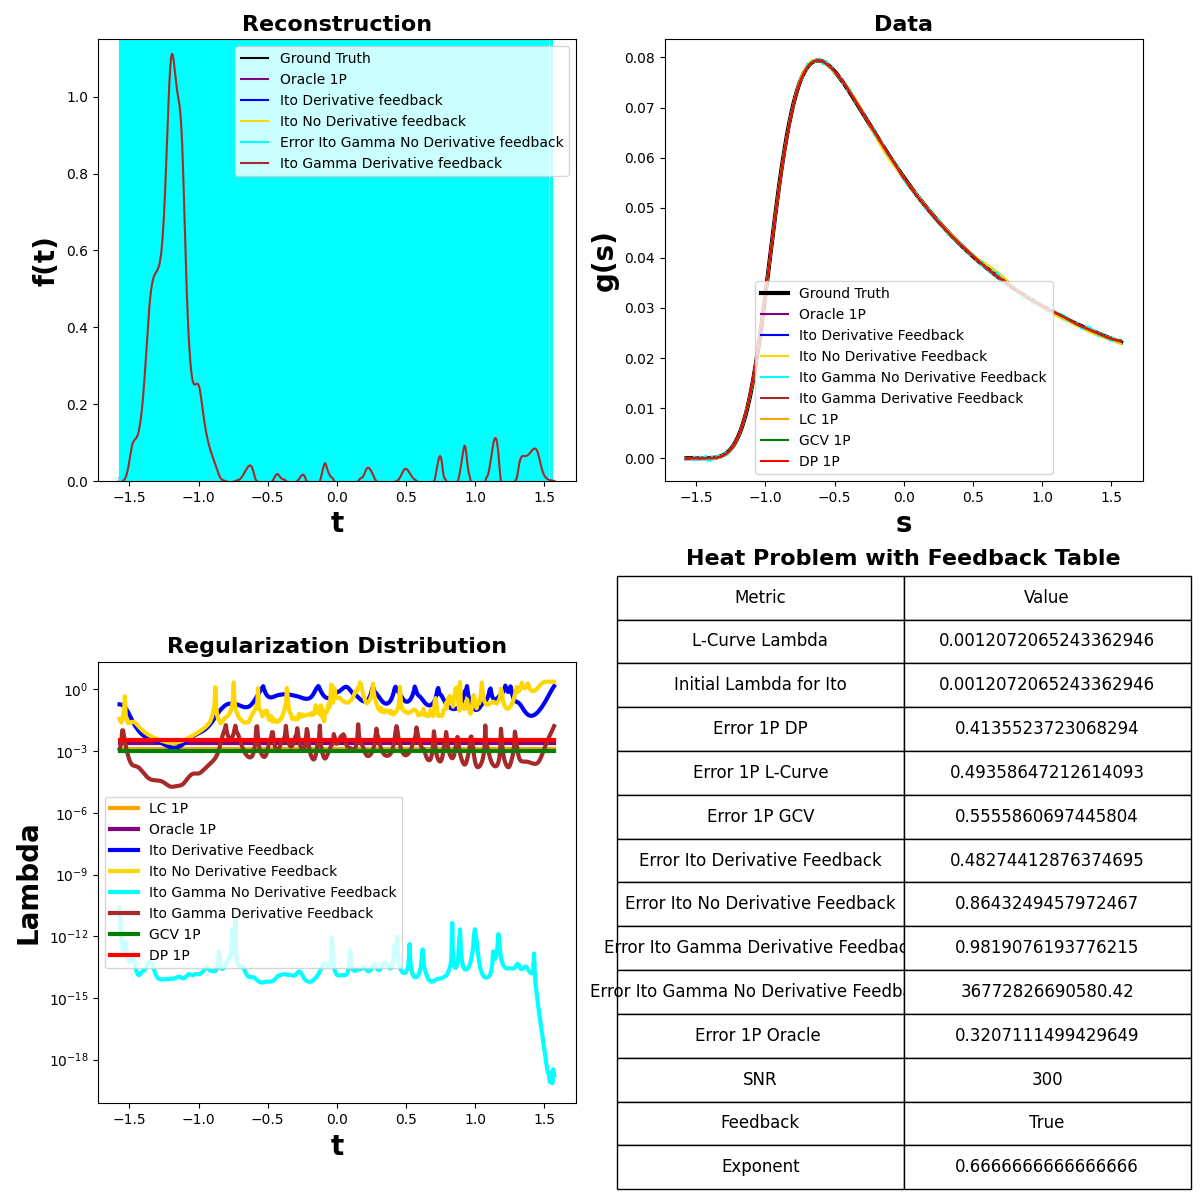 Reconstruction
f(t)
1.0
0.8
0.6
0.4
0.2
0.0
Ground Truth
Oracle 1P
Ito Derivative feedback
Ito No Derivative feedback
Error Ito Gamma No Derivative feedback
Ito Gamma Derivative feedback
−1.5 −1.0 −0.5 0.0 0.5 1.0 1.5
t
Data
g(s)
0.08
0.07
0.06
0.05
0.04
0.03
0.02
0.01
0.00
Ground Truth
Oracle 1P
Ito Derivative Feedback
Ito No Derivative Feedback
Ito Gamma No Derivative Feedback
Ito Gamma Derivative Feedback
LC 1P
GCV 1P
DP 1P
−1.5 −1.0 −0.5 0.0 0.5 1.0 1.5
s
Regularization Distribution
Lambda
10⁰
10⁻³
10⁻⁶
10⁻⁹
10⁻¹²
10⁻¹⁵
10⁻¹⁸
LC 1P
Oracle 1P
Ito Derivative Feedback
Ito No Derivative Feedback
Ito Gamma No Derivative Feedback
Ito Gamma Derivative Feedback
GCV 1P
DP 1P
−1.5 −1.0 −0.5 0.0 0.5 1.0 1.5
t
Heat Problem with Feedback Table
Metric Value
L-Curve Lambda 0.0012072065243362946
Initial Lambda for Ito 0.0012072065243362946
Error 1P DP 0.4135523723068294
Error 1P L-Curve 0.49358647212614093
Error 1P GCV 0.5555860697445804
Error Ito Derivative Feedback 0.48274412876374695
Error Ito No Derivative Feedback 0.8643249457972467
Error Ito Gamma Derivative Feedbac 0.9819076193776215
Error Ito Gamma No Derivative Feedb 36772826690580.42
Error 1P Oracle 0.3207111499429649
SNR 300
Feedback True
Exponent 0.6666666666666666